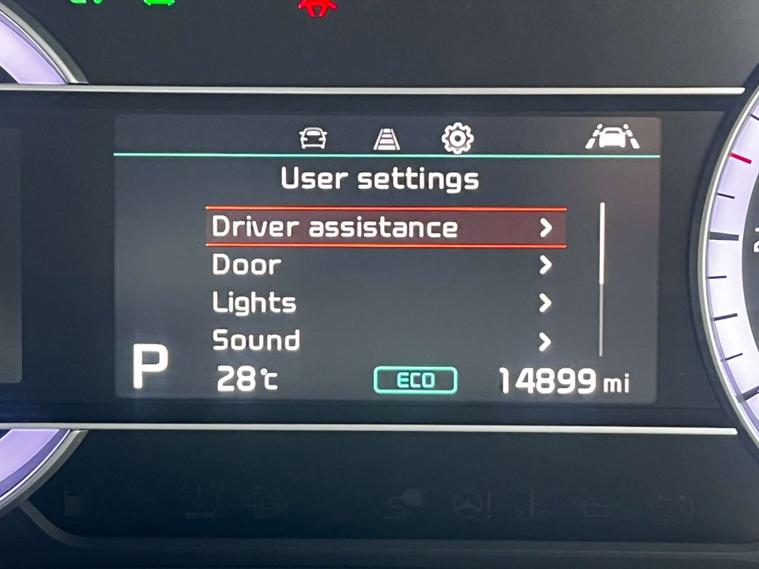 User settings
Driver assistance
Door
Lights
Sound
P
28°C ECO 14899 mi